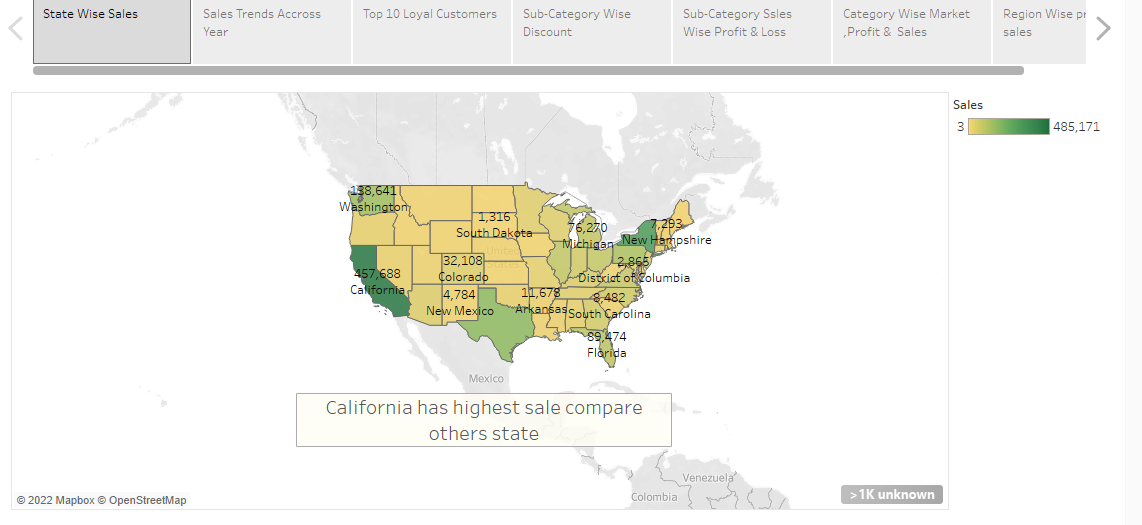 State Wise Sales
Sales Trends Accross
Year
Top 10 Loyal Customers
Sub-Category Wise
Discount
Sub-Category Ssles
Wise Profit & Loss
Category Wise Market
,Profit & Sales
Region Wise pr
sales
Sales
3
485,171
138,641
Washington
1,316
South Dakota
76,270
Michigan
7,293
New Hampshire
United
32,108
Colorado
2,865
District of Columbia
457,688
California
4,784
New Mexico
11,678
Arkansas
8,482
South Carolina
89,474
Florida
Mexico
California has highest sale compare
others state
Venezuela
Colombia
>1K unknown
© 2022 Mapbox © OpenStreetMap